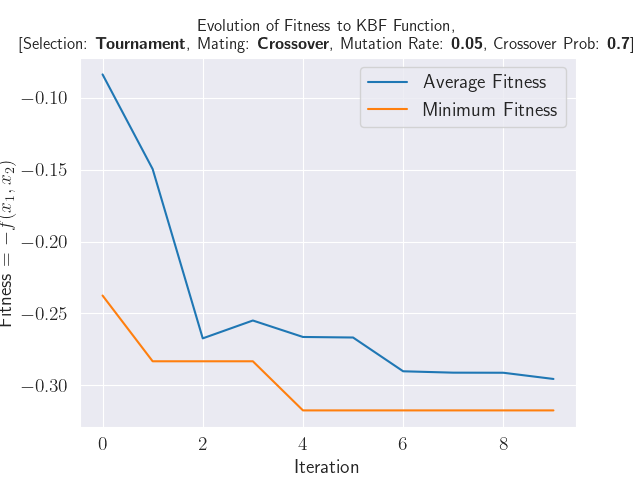 Evolution of Fitness to KBF Function,
[Selection: Tournament, Mating: Crossover, Mutation Rate: 0.05, Crossover Prob: 0.7]
Average Fitness
Minimum Fitness
Fitness = −f(x₁, x₂)
−0.10
−0.15
−0.20
−0.25
−0.30
0 2 4 6 8
Iteration